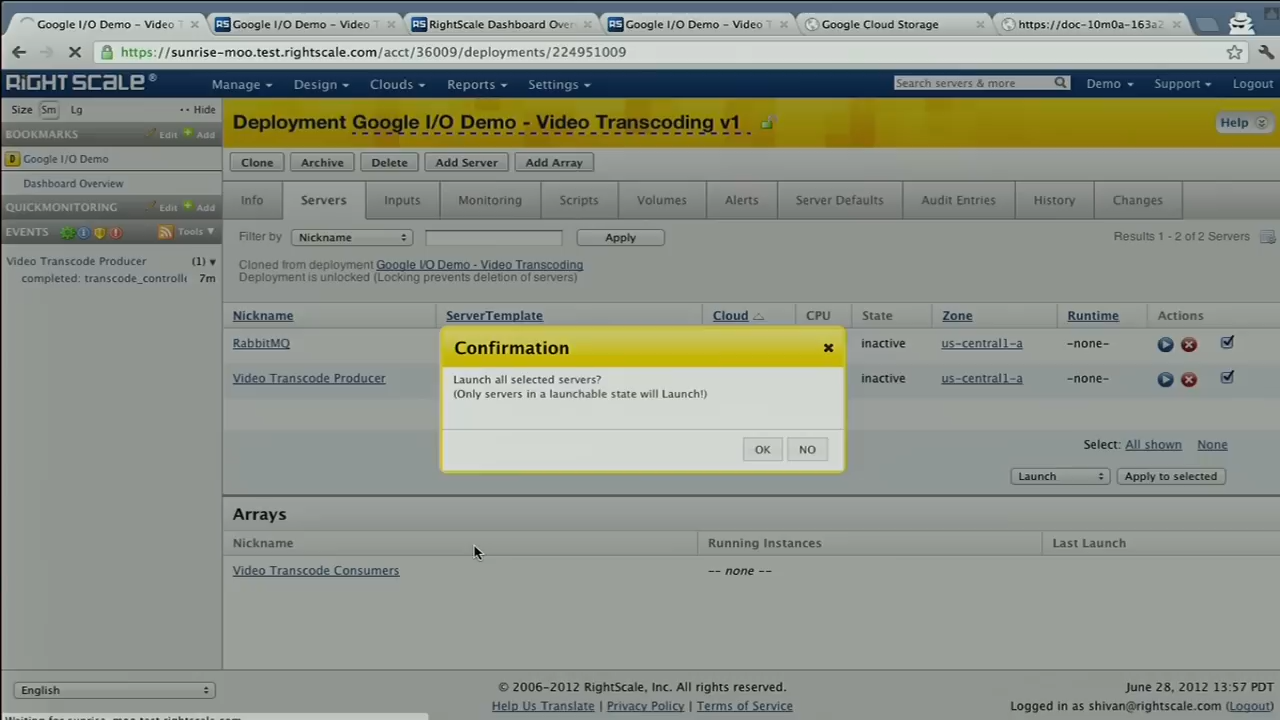 Google I/O Demo - Video T
Google I/O Demo - Video T
RightScale Dashboard Over
Google I/O Demo - Video T
Google Cloud Storage
https://doc-10m0a-163a2
https://sunrise-moo.test.rightscale.com/acct/36009/deployments/224951009
RIGHTSCALE®
Manage
Design
Clouds
Reports
Settings
Search servers & more
Demo
Support
Logout
Size Sm Lg
Hide
BOOKMARKS Edit Add
D Google I/O Demo
Dashboard Overview
QUICKMONITORING Edit Add
EVENTS Tools
Video Transcode Producer (1)
completed: transcode_controlle 7m
Deployment Google I/O Demo - Video Transcoding v1
Help
Clone
Archive
Delete
Add Server
Add Array
Info
Servers
Inputs
Monitoring
Scripts
Volumes
Alerts
Server Defaults
Audit Entries
History
Changes
Filter by Nickname Apply
Results 1 - 2 of 2 Servers
Cloned from deployment Google I/O Demo - Video Transcoding
Deployment is unlocked (Locking prevents deletion of servers)
Nickname ServerTemplate Cloud CPU State Zone Runtime Actions
RabbitMQ inactive us-central1-a -none-
Video Transcode Producer inactive us-central1-a -none-
Confirmation
Launch all selected servers?
(Only servers in a launchable state will Launch!)
OK NO
Select: All shown None
Launch Apply to selected
Arrays
Nickname Running Instances Last Launch
Video Transcode Consumers -- none --
English
© 2006-2012 RightScale, Inc. All rights reserved.
Help Us Translate | Privacy Policy | Terms of Service
June 28, 2012 13:57 PDT
Logged in as shivan@rightscale.com (Logout)
Waiting for sunrise-moo.test.rightscale.com